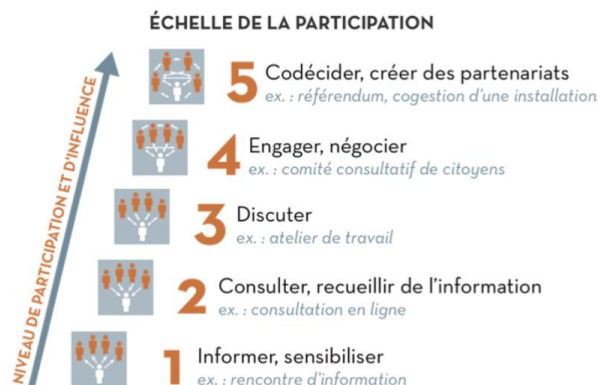 ÉCHELLE DE LA PARTICIPATION
5 Codécider, créer des partenariats
ex. : référendum, cogestion d'une installation
4 Engager, négocier
ex. : comité consultatif de citoyens
3 Discuter
ex. : atelier de travail
2 Consulter, recueillir de l'information
ex. : consultation en ligne
1 Informer, sensibiliser
ex. : rencontre d'information
NIVEAU DE PARTICIPATION ET D'INFLUENCE